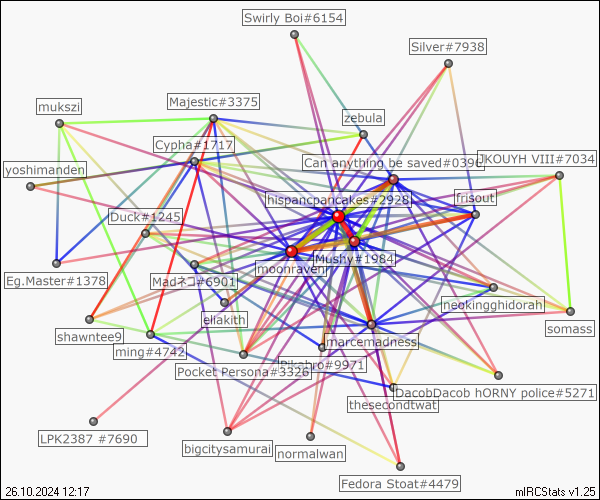 Swirly Boi#6154
Silver#7938
Majestic#3375
mukszi
zebula
Cypha#1717
Can anything be saved#0396
JKOUYH VIII#7034
yoshimanden
hispancpancakes#2928
frisout
Duck#1245
Mushy#1984
moonraven
Eg.Master#1378
Madネコ#6901
neokingghidorah
elfakith
somass
shawntee9
marcemadness
ming#4742
Pikabro#9971
Pocket Persona#3326
DacobDacob hORNY police#5271
thesecondtwat
LPK2387 #7690
bigcitysamurai
normalwan
Fedora Stoat#4479
26.10.2024 12:17
mIRCStats v1.25